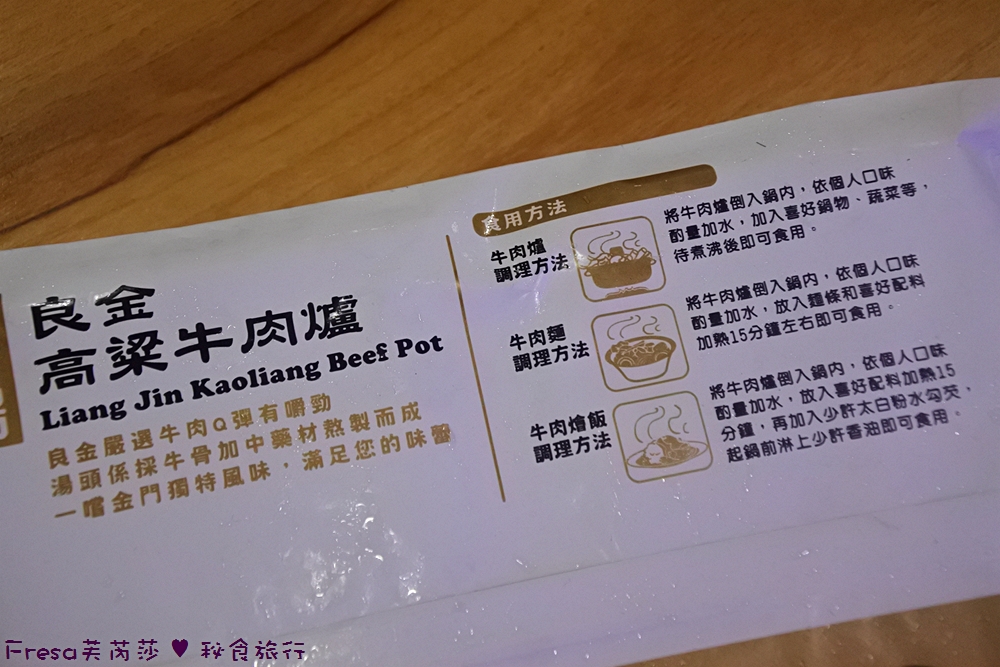 良金
高粱牛肉爐
Liang Jin Kaoliang Beef Pot
良金嚴選牛肉Q彈有嚼勁
湯頭係採牛骨加中藥材熬製而成
一嚐金門獨特風味，滿足您的味蕾
食用方法
牛肉爐
調理方法
將牛肉爐倒入鍋內，依個人口味
酌量加水，加入喜好鍋物、蔬菜等，
待煮沸後即可食用。
牛肉麵
調理方法
將牛肉爐倒入鍋內，依個人口味
酌量加水，放入麵條和喜好配料
加熱15分鐘左右即可食用。
牛肉燴飯
調理方法
將牛肉爐倒入鍋內，依個人口味
酌量加水，放入喜好配料加熱15
分鐘，再加入少許太白粉水勾芡，
起鍋前淋上少許香油即可食用。
Fresa芙芮莎 ♥ 秘食旅行